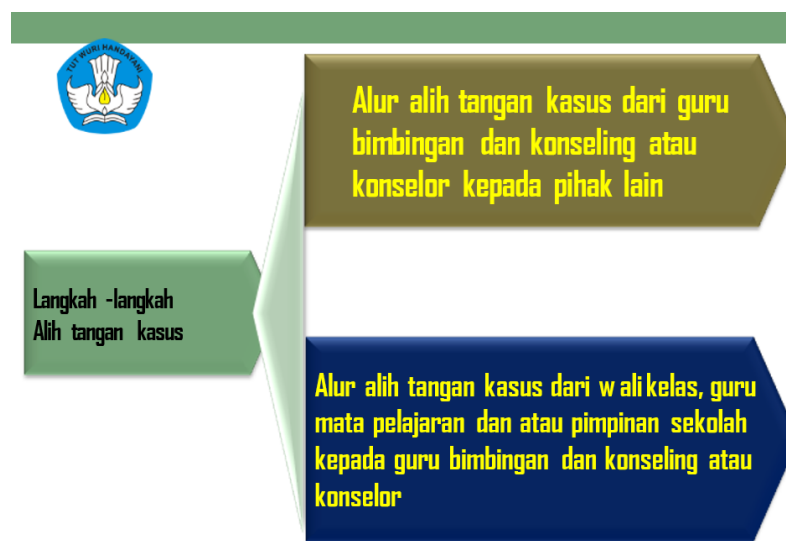 TUT WURI HANDAYANI
Alur alih tangan kasus dari guru
bimbingan dan konseling atau
konselor kepada pihak lain
Langkah -langkah
Alih tangan kasus
Alur alih tangan kasus dari w ali kelas, guru
mata pelajaran dan atau pimpinan sekolah
kepada guru bimbingan dan konseling atau
konselor